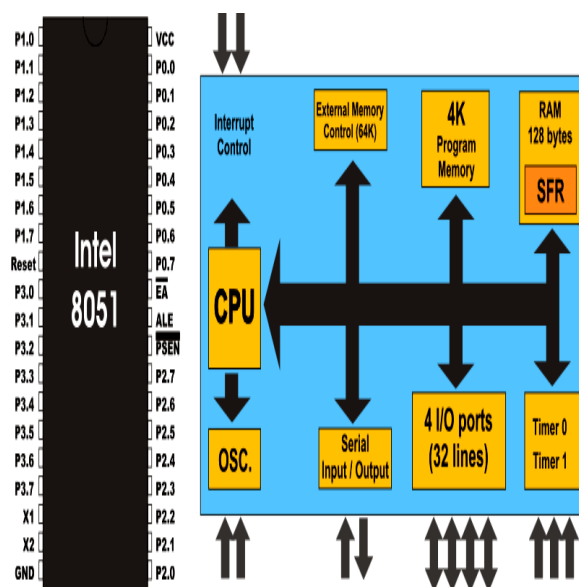 P1.0
P1.1
P1.2
P1.3
P1.4
P1.5
P1.6
P1.7
Reset
P3.0
P3.1
P3.2
P3.3
P3.4
P3.5
P3.6
P3.7
X1
X2
GND
Intel
8051
VCC
P0.0
P0.1
P0.2
P0.3
P0.4
P0.5
P0.6
P0.7
EA
ALE
PSEN
P2.7
P2.6
P2.5
P2.4
P2.3
P2.2
P2.1
P2.0
Interrupt
Control
External Memory
Control (64K)
4K
Program
Memory
RAM
128 bytes
SFR
CPU
OSC.
Serial
Input / Output
4 I/O ports
(32 lines)
Timer 0
Timer 1